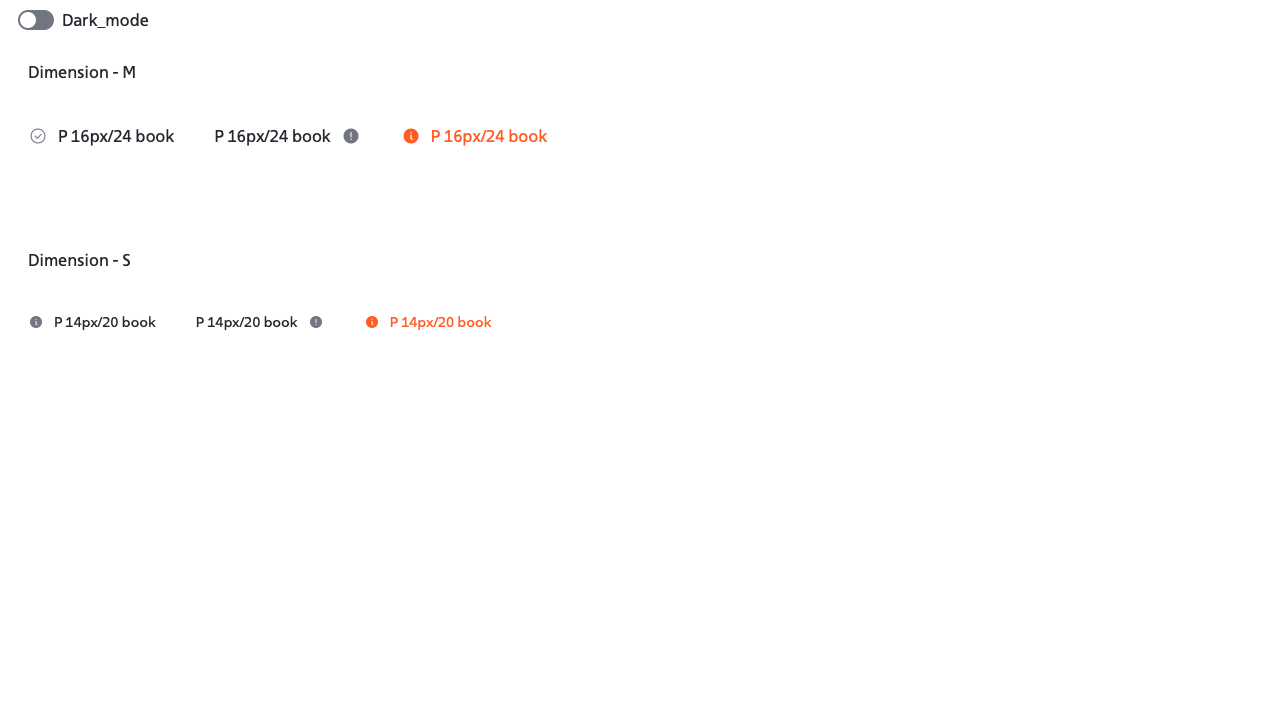 Dark_mode
Dimension - M
P 16px/24 book P 16px/24 book P 16px/24 book
Dimension - S
P 14px/20 book P 14px/20 book P 14px/20 book